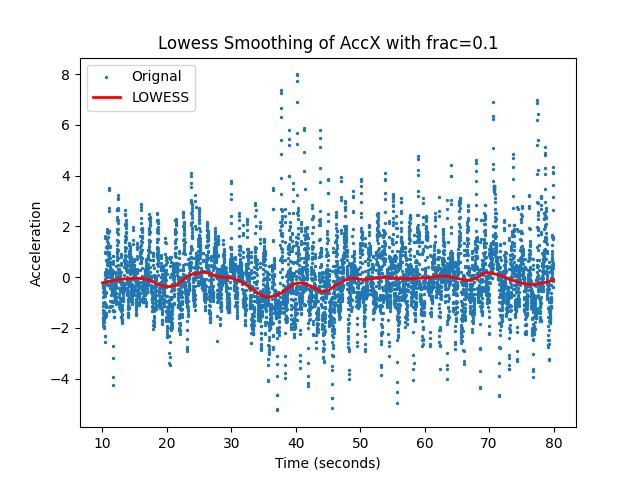 Lowess Smoothing of AccX with frac=0.1
Orignal
LOWESS
8
6
4
2
0
−2
−4
Acceleration
10 20 30 40 50 60 70 80
Time (seconds)